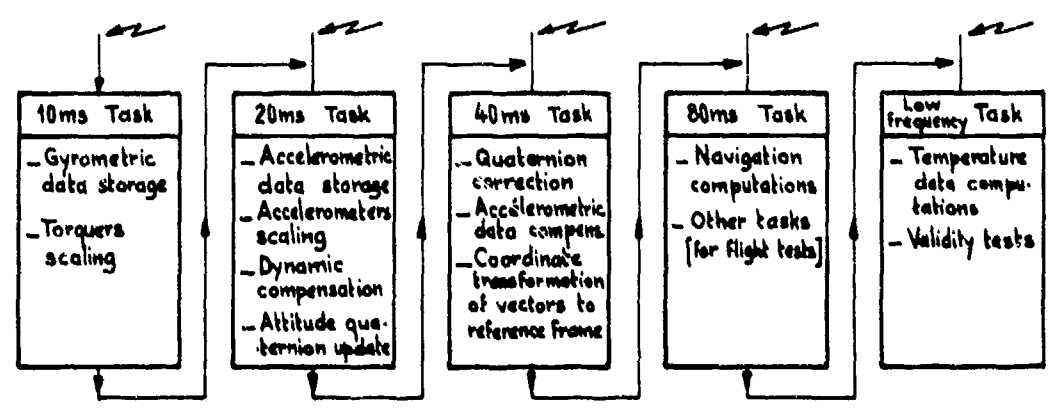 10ms Task
_ Gyrometric
data storage
_ Torquers
scaling
20ms Task
_ Accelerometric
data storage
_ Accelerometers
scaling
_ Dynamic
compensation
_ Attitude qua-
ternion update
40ms Task
_ Quaternion
correction
_ Accélerometric
data compens
_ Coordinate
transformation
of vectors to
reference frame
80ms Task
_ Navigation
computations
_ Other tasks
[for flight tests]
Low
frequency Task
_ Temperature
data compu-
tations
_ Validity tests